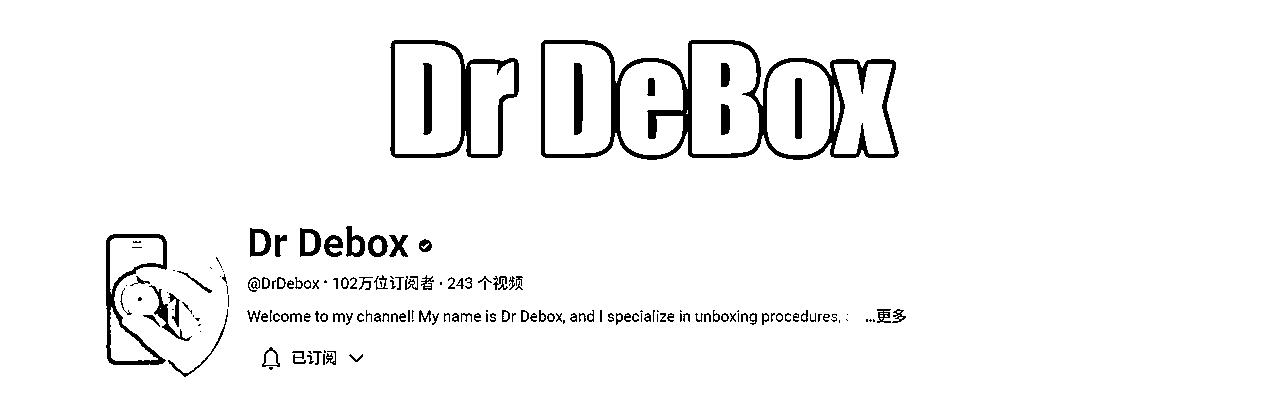 Dr DeBox
Dr Debox
@DrDebox · 102万位订阅者 · 243 个视频
Welcome to my channel! My name is Dr Debox, and I specialize in unboxing procedures, ...更多
已订阅